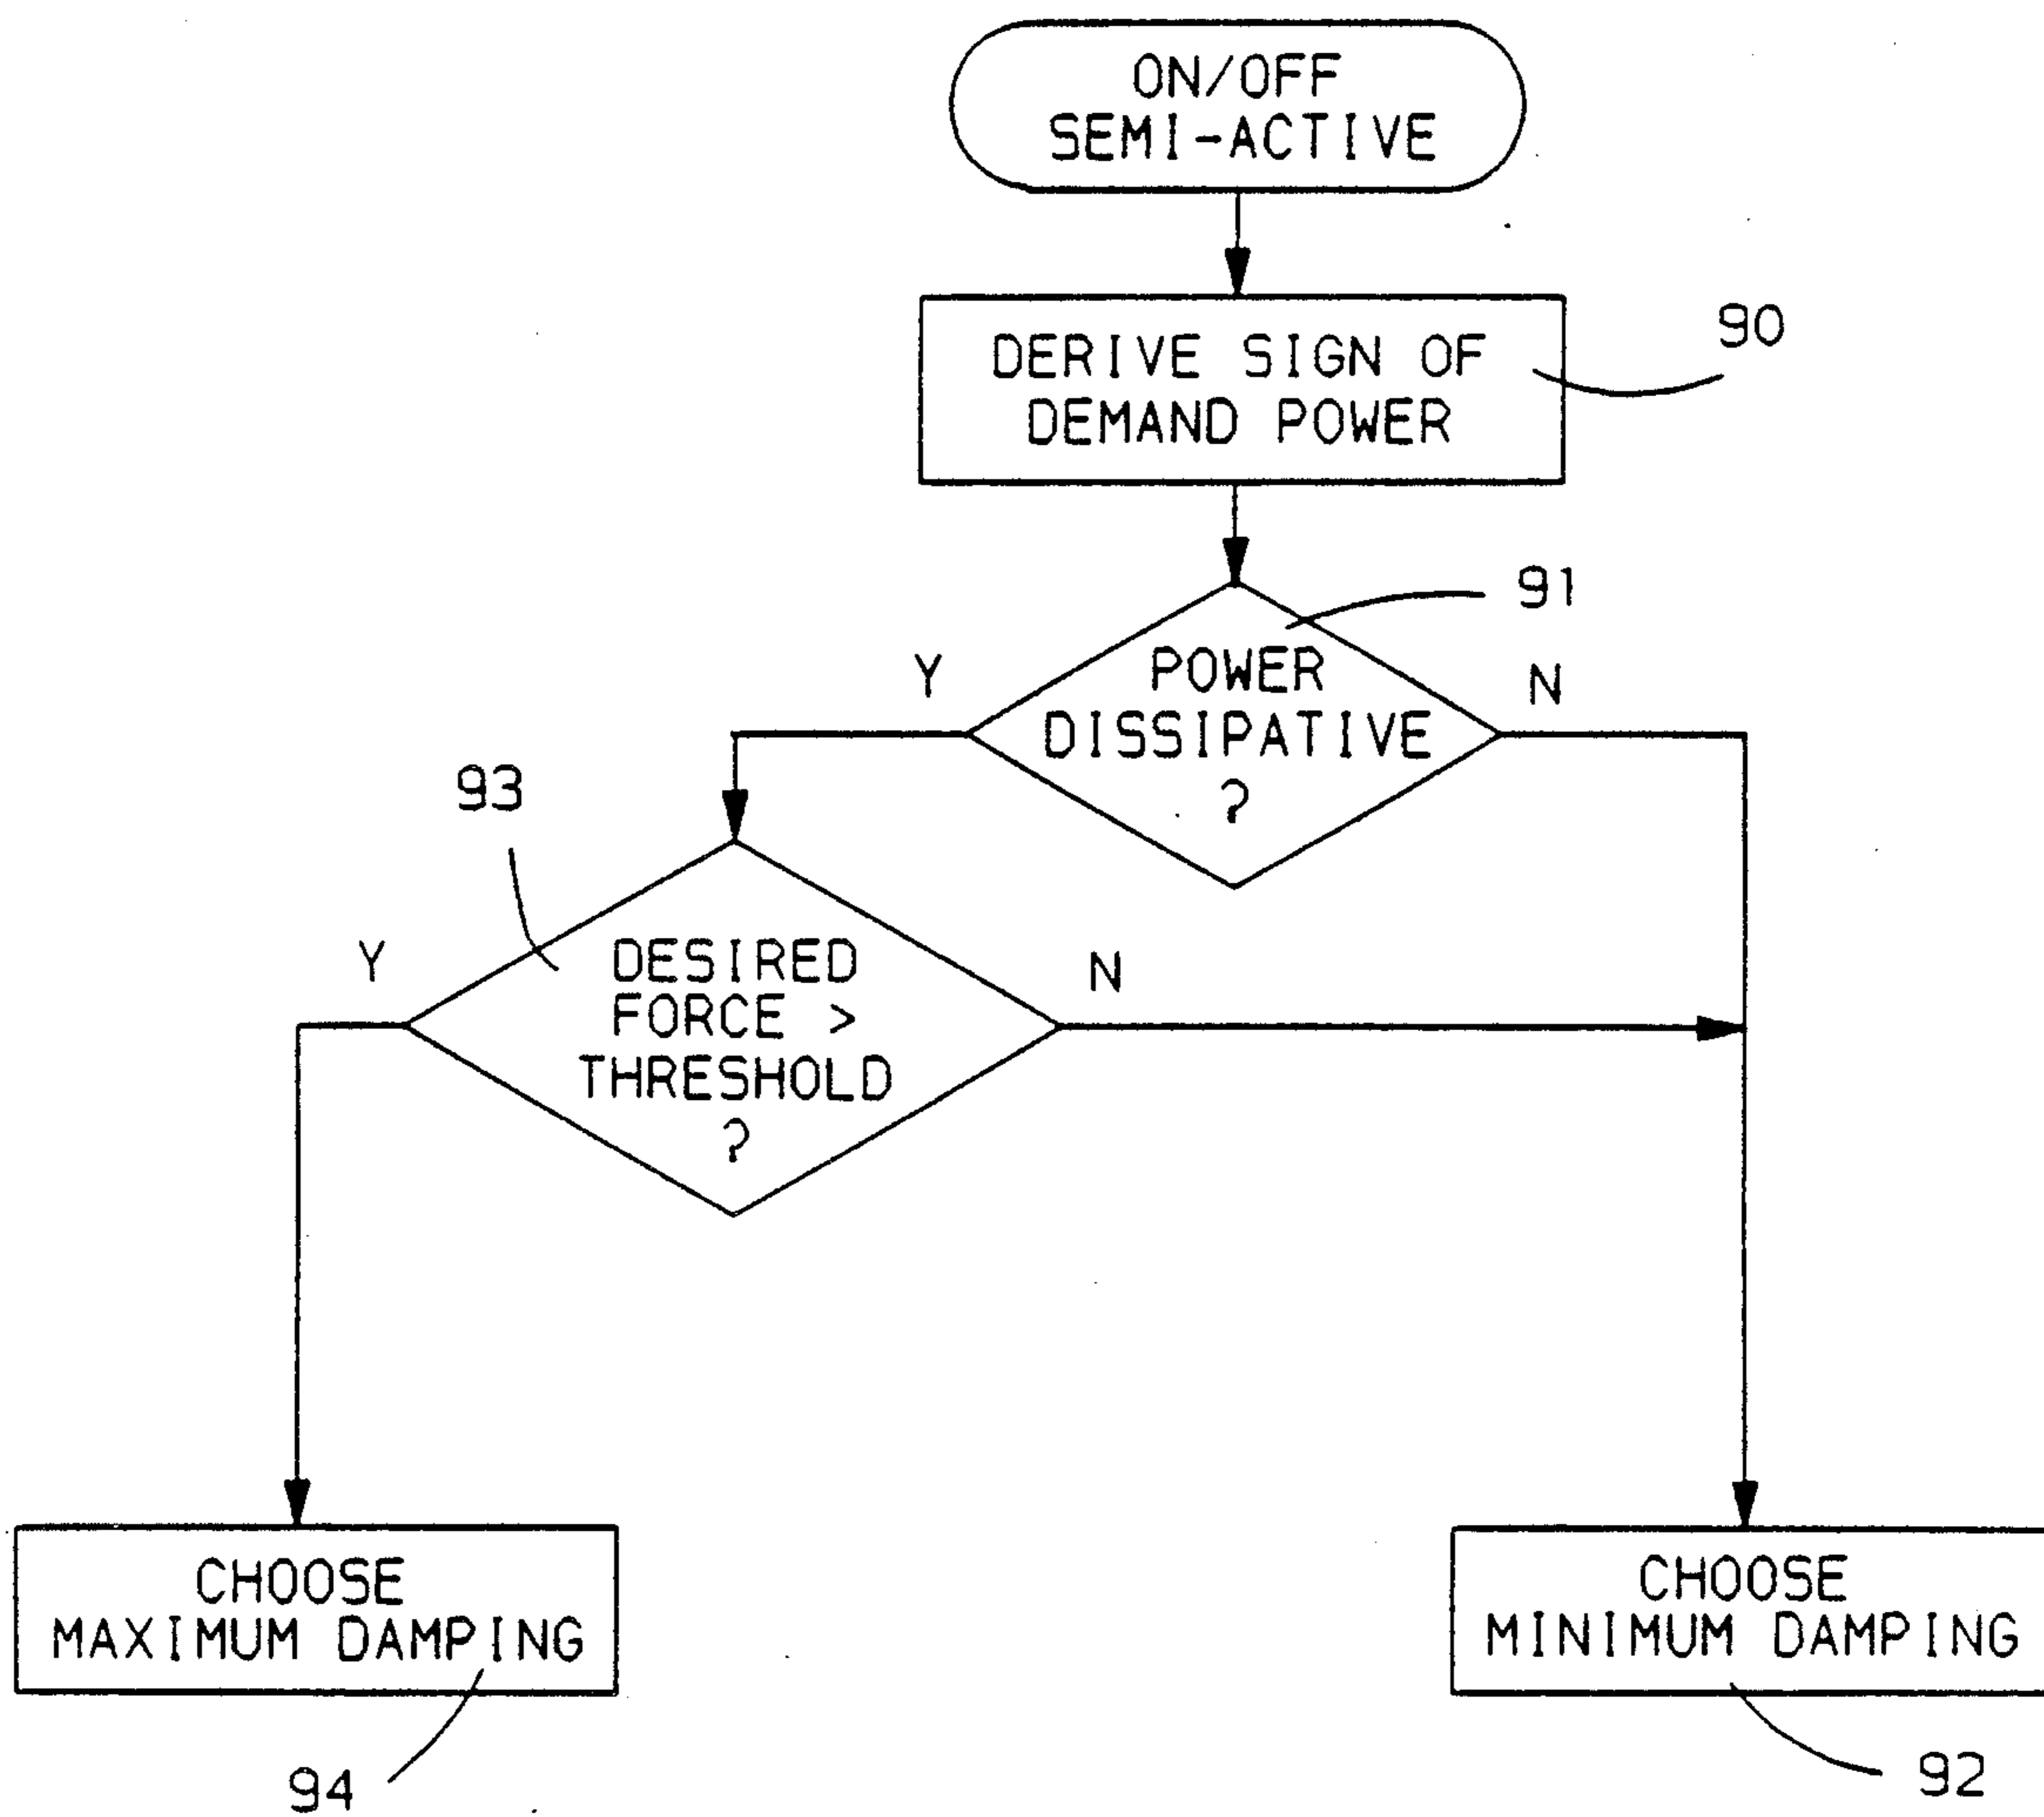 ON/OFF
SEMI-ACTIVE
DERIVE SIGN OF
DEMAND POWER
90
91
Y
POWER
DISSIPATIVE
?
N
93
Y
DESIRED
FORCE >
THRESHOLD
?
N
CHOOSE
MAXIMUM DAMPING
94
CHOOSE
MINIMUM DAMPING
92